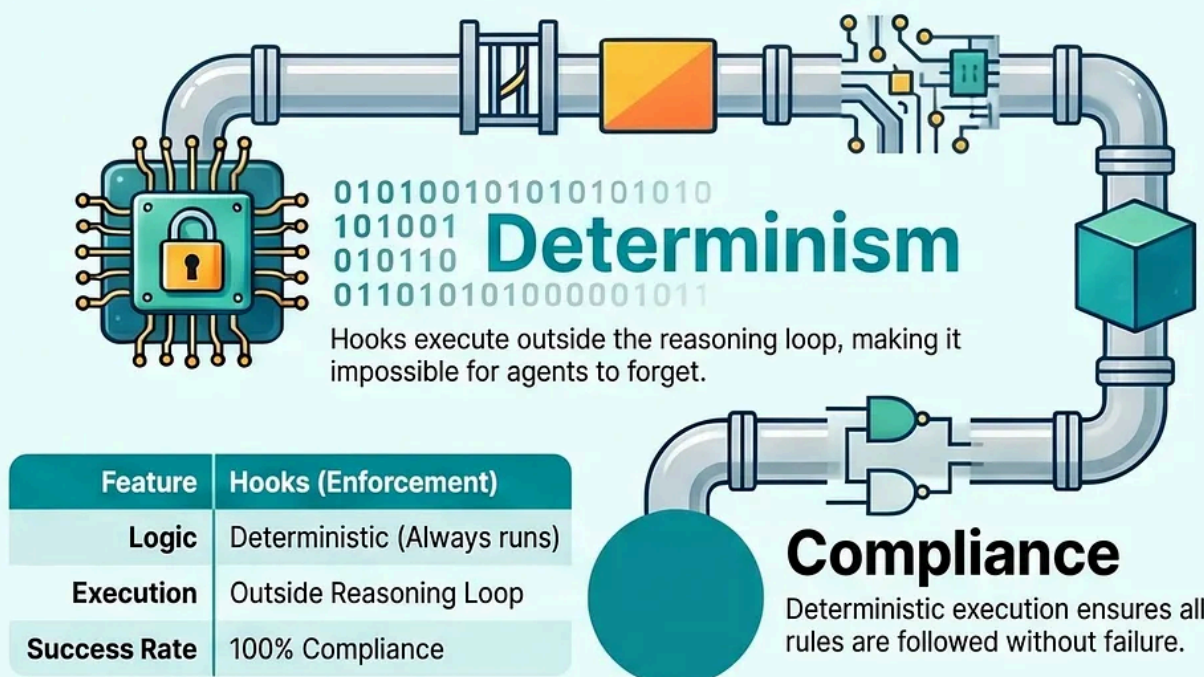 010100101010101010
101001
010110
Determinism
011010101000001011
Hooks execute outside the reasoning loop, making it
impossible for agents to forget.
Feature Hooks (Enforcement)
Logic Deterministic (Always runs)
Execution Outside Reasoning Loop
Success Rate 100% Compliance
Compliance
Deterministic execution ensures all
rules are followed without failure.